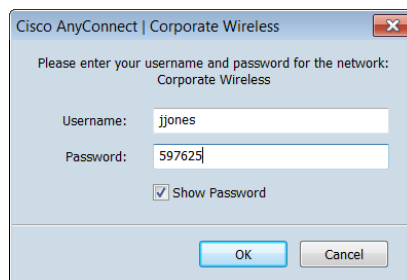 Cisco AnyConnect | Corporate Wireless
Please enter your username and password for the network:
Corporate Wireless
Username: jjones
Password: 597625
Show Password
OK Cancel